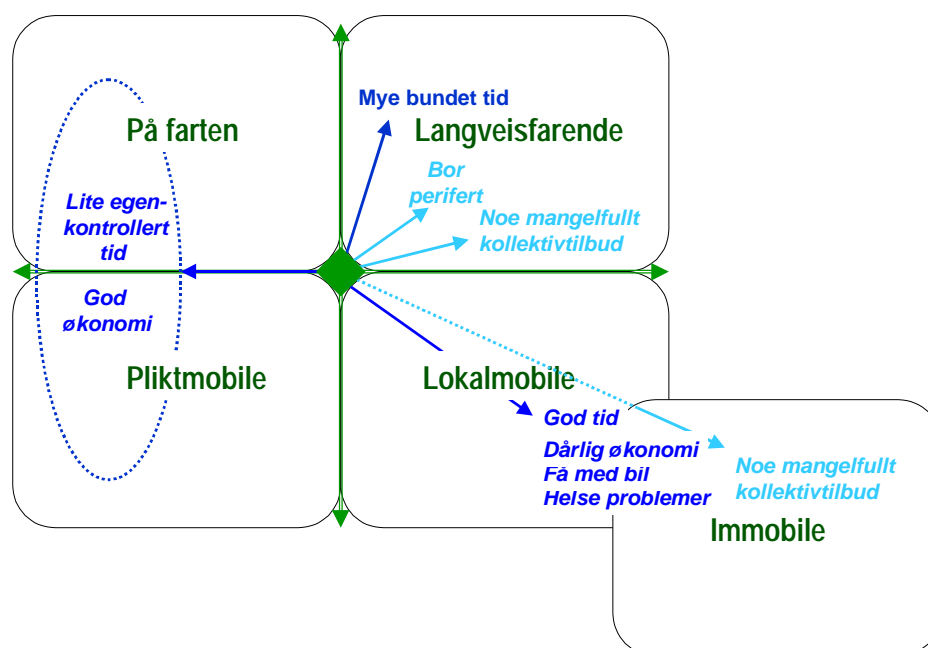 Mye bundet tid
På farten
Langveisfarende
Bor
perifert
Lite egen-
kontrollert
tid
Noe mangelfullt
kollektivtilbud
God
økonomi
Pliktmobile
Lokalmobile
God tid
Dårlig økonomi
Få med bil
Helse problemer
Noe mangelfullt
kollektivtilbud
Immobile